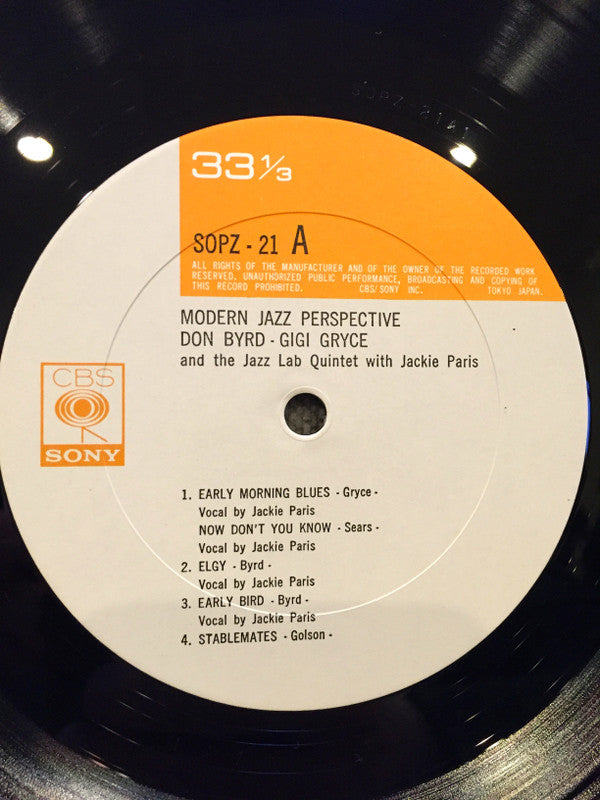 SOPZ-21A1
33 1/3
SOPZ - 21 A
ALL RIGHTS OF THE MANUFACTURER AND OF THE OWNER OF THE RECORDED WORK
RESERVED. UNAUTHORIZED PUBLIC PERFORMANCE, BROADCASTING AND COPYING OF
THIS RECORD PROHIBITED. CBS/SONY INC. TOKYO JAPAN.
MODERN JAZZ PERSPECTIVE
DON BYRD - GIGI GRYCE
and the Jazz Lab Quintet with Jackie Paris
CBS
SONY
1. EARLY MORNING BLUES - Gryce -
Vocal by Jackie Paris
NOW DON'T YOU KNOW - Sears -
Vocal by Jackie Paris
2. ELGY - Byrd -
Vocal by Jackie Paris
3. EARLY BIRD - Byrd -
Vocal by Jackie Paris
4. STABLEMATES - Golson -